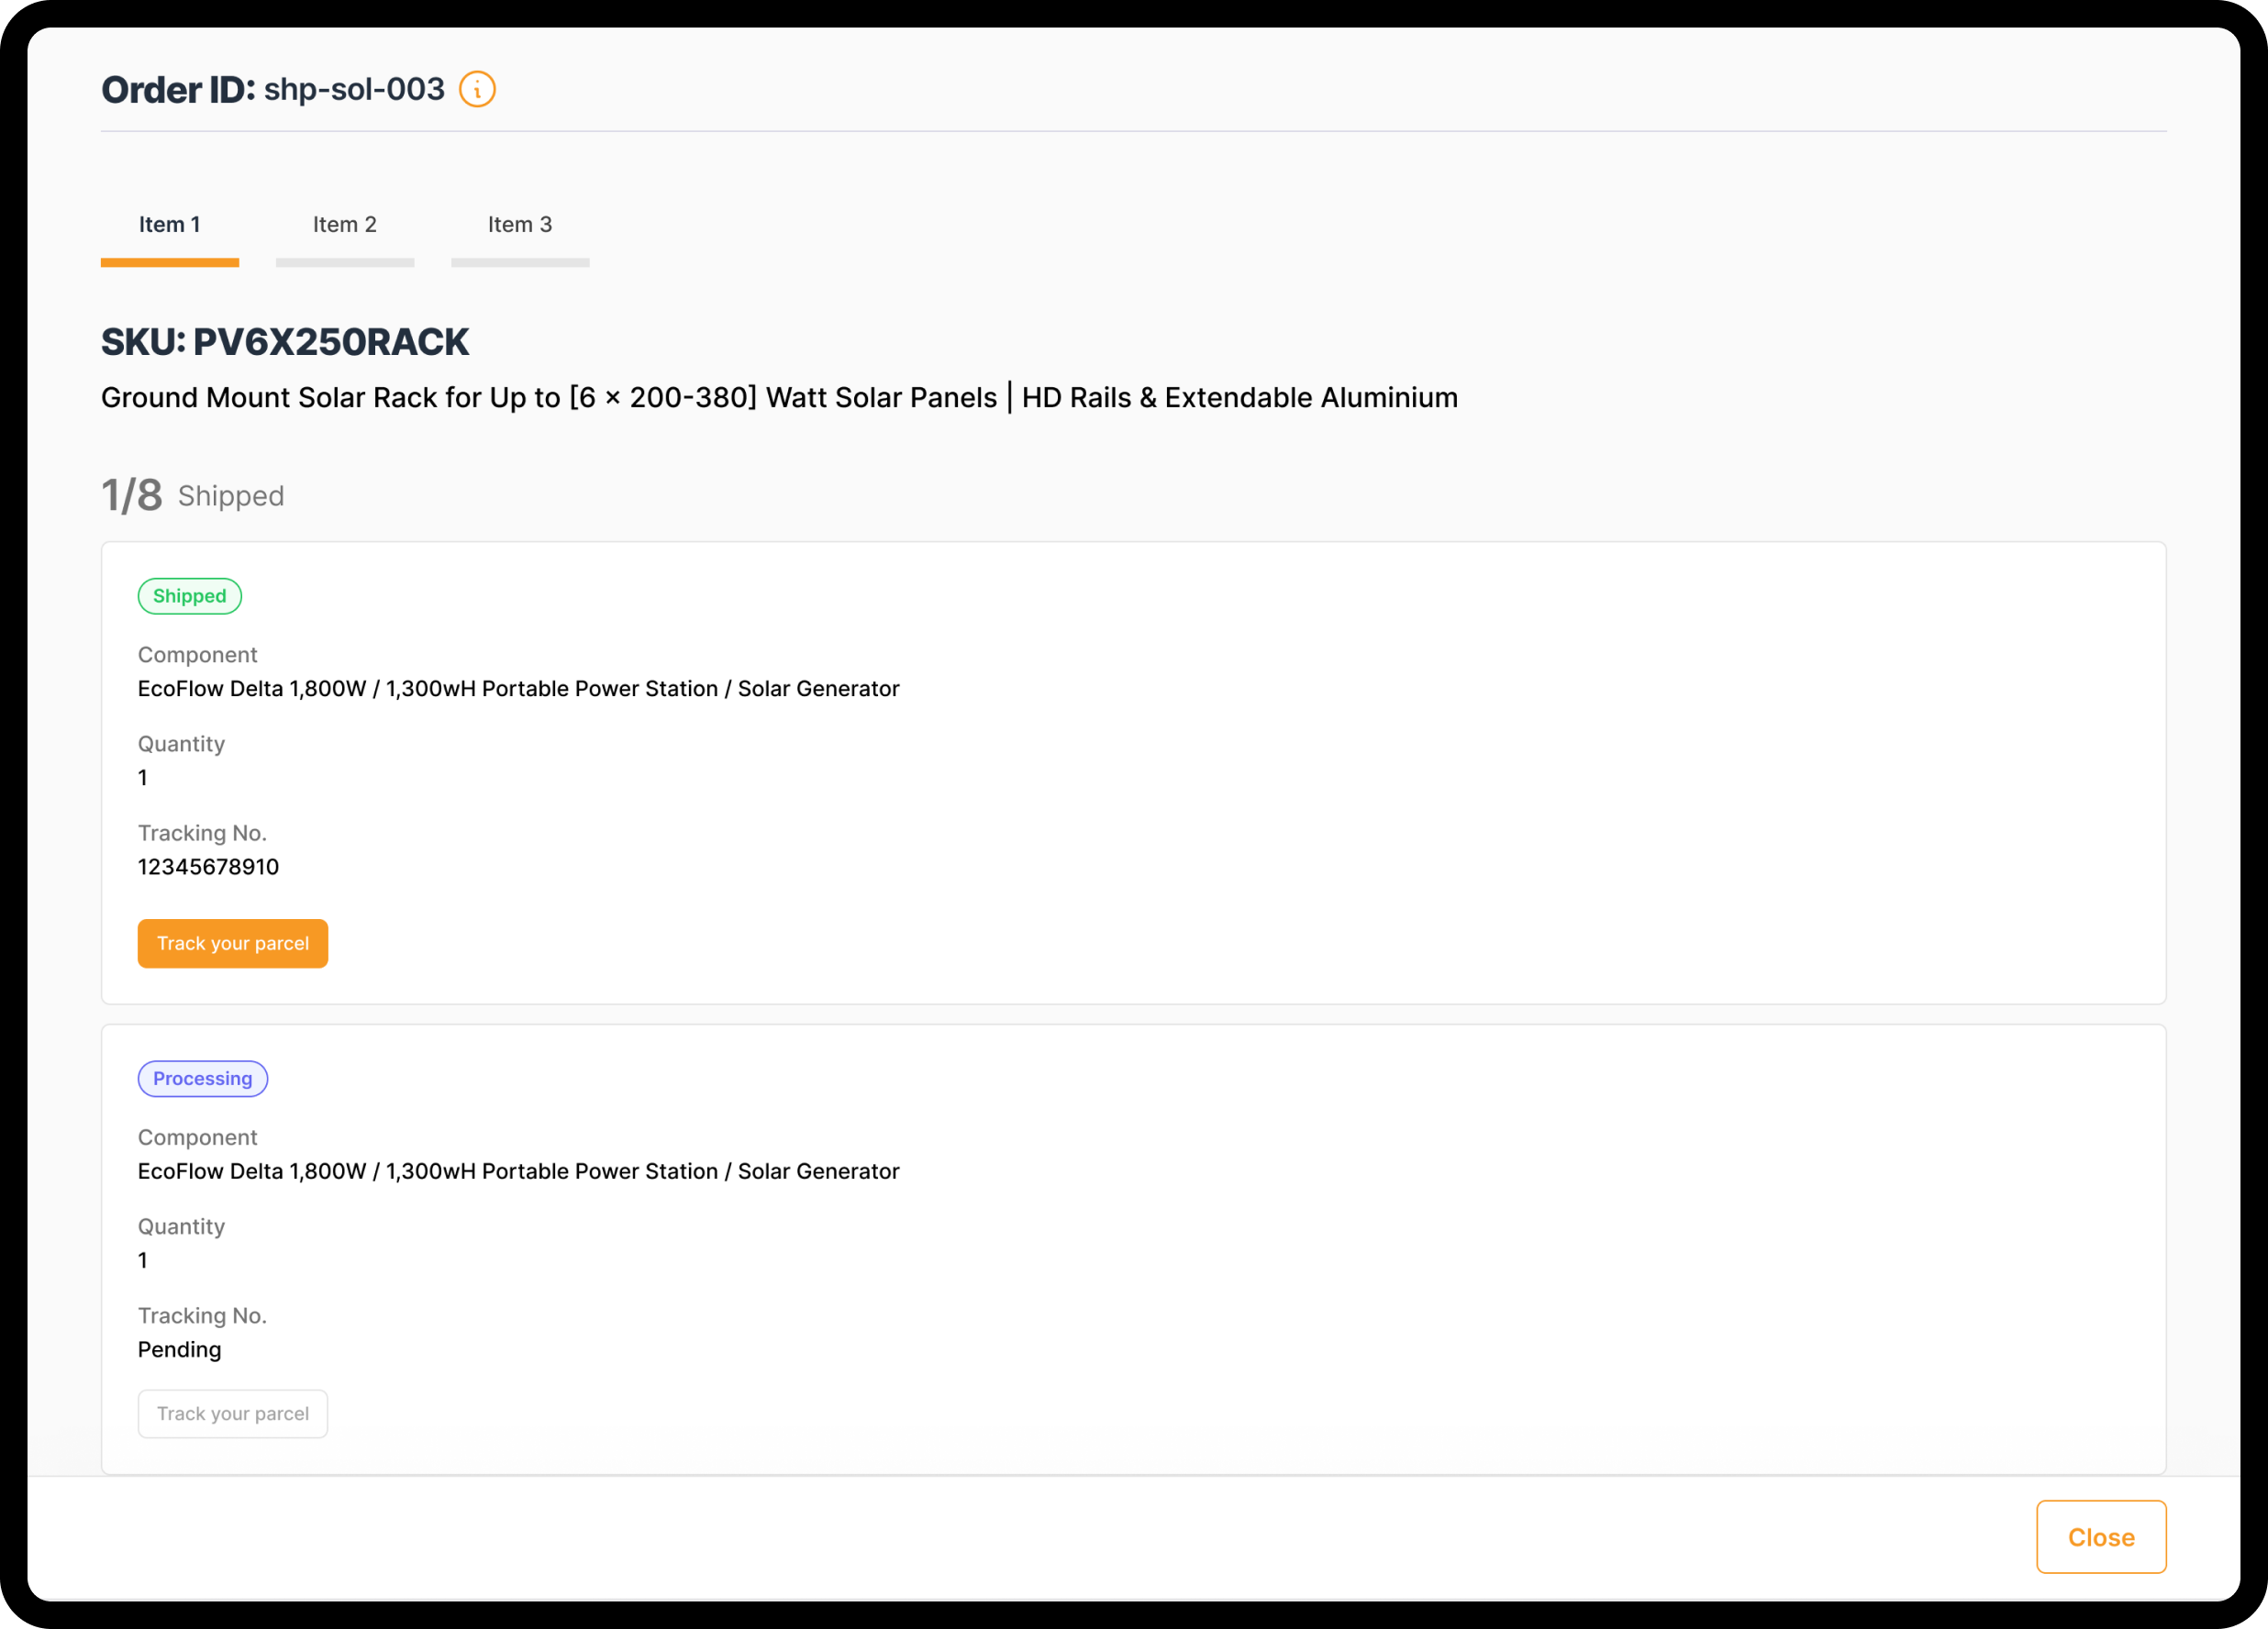 Order ID: shp-sol-003 i
Item 1 Item 2 Item 3
SKU: PV6X250RACK
Ground Mount Solar Rack for Up to [6 × 200-380] Watt Solar Panels | HD Rails & Extendable Aluminium
1/8 Shipped
Shipped
Component
EcoFlow Delta 1,800W / 1,300wH Portable Power Station / Solar Generator
Quantity
1
Tracking No.
12345678910
Track your parcel
Processing
Component
EcoFlow Delta 1,800W / 1,300wH Portable Power Station / Solar Generator
Quantity
1
Tracking No.
Pending
Track your parcel
Close